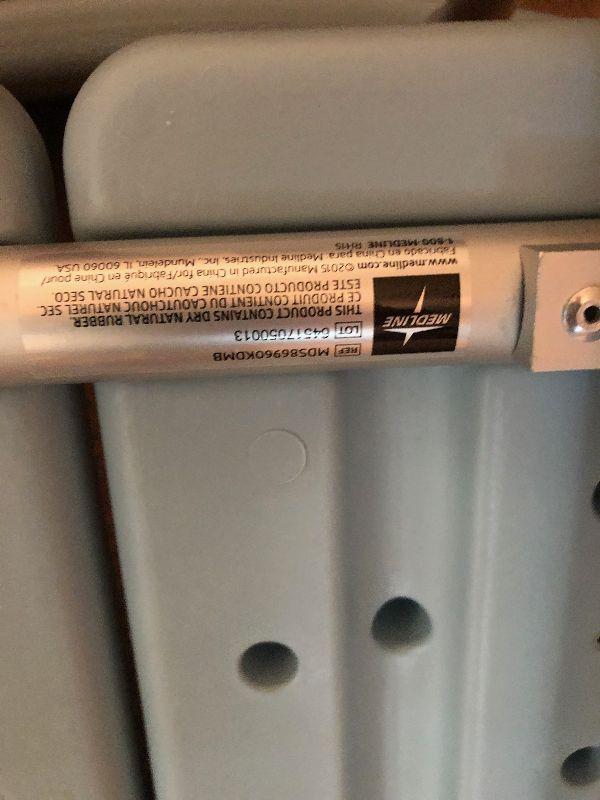 MEDLINE
REF MDS86960KDMB
LOT 64517050013
THIS PRODUCT CONTAINS DRY NATURAL RUBBER.
CE PRODUIT CONTIENT DU CAOUTCHOUC NATUREL SEC.
ESTE PRODUCTO CONTIENE CAUCHO NATURAL SECO.
www.medline.com ©2015 Manufactured in China for/Fabriqué en Chine pour/
Fabricado en China para: Medline Industries, Inc., Mundelein, IL 60060 USA
1-800-MEDLINE